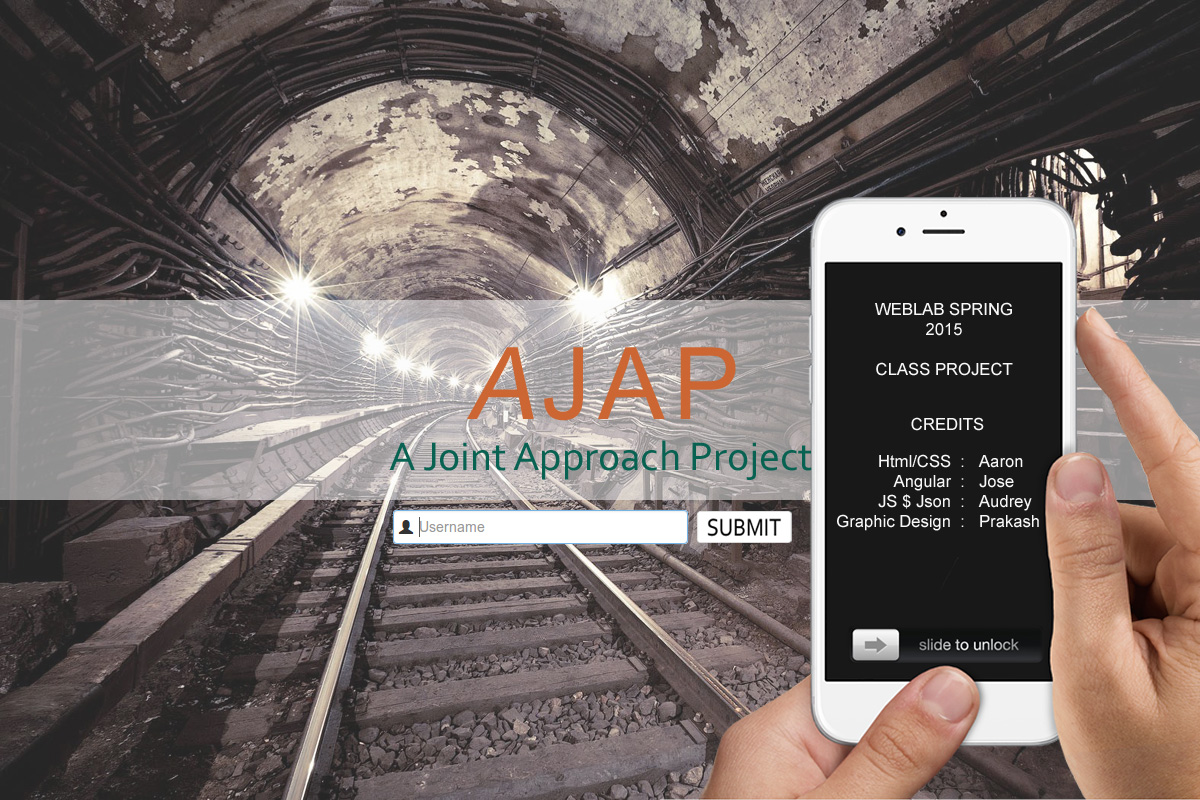 AJAP
A Joint Approach Project
Username
SUBMIT
WEBLAB SPRING
2015
CLASS PROJECT
CREDITS
Html/CSS : Aaron
Angular : Jose
JS $ Json : Audrey
Graphic Design : Prakash
slide to unlock